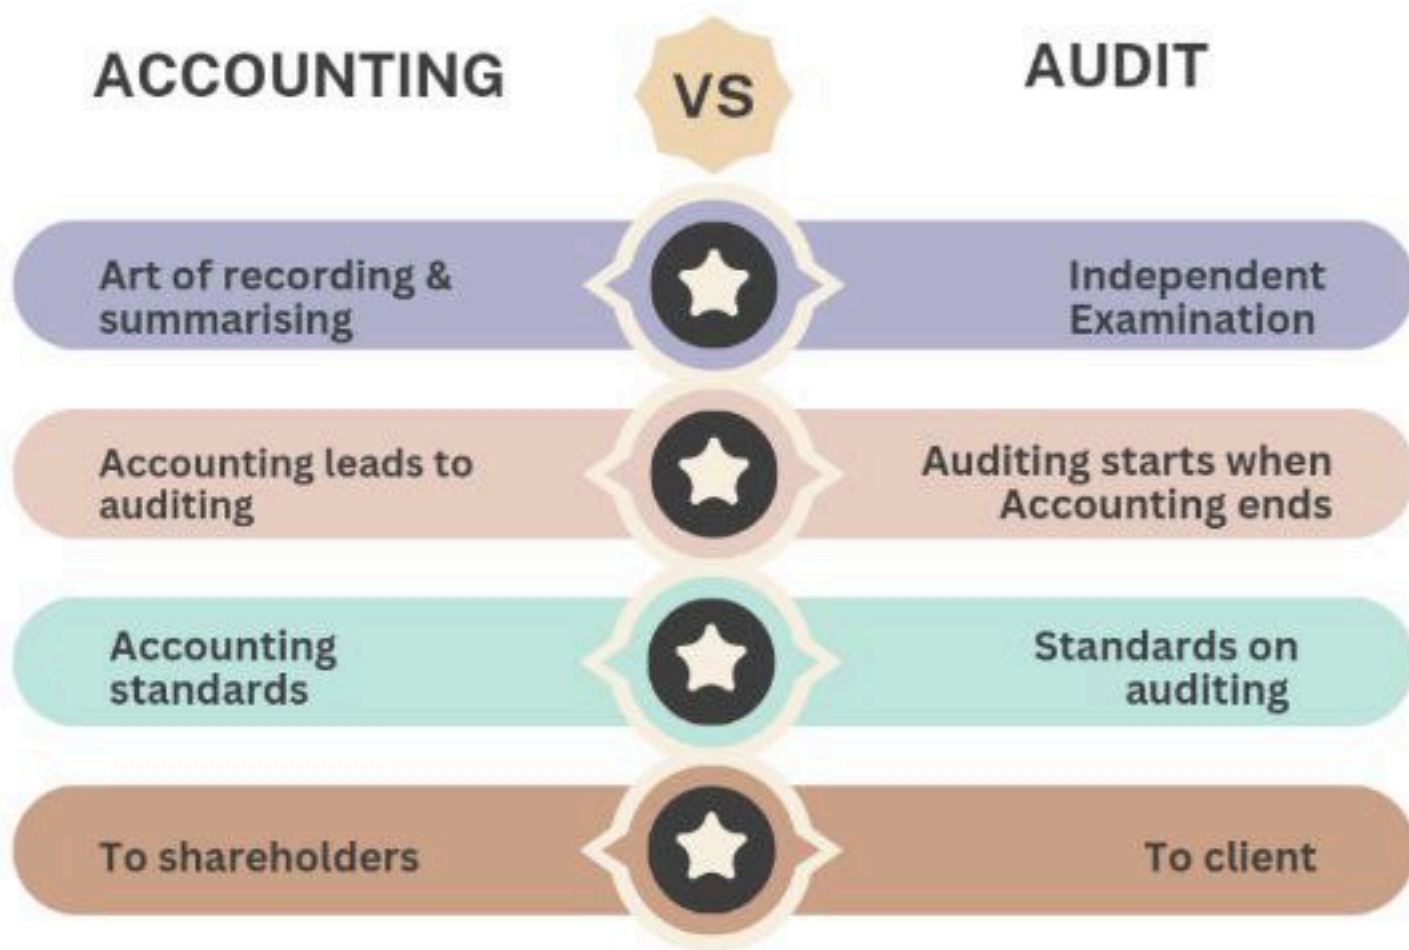 ACCOUNTING
VS
AUDIT
Art of recording &
summarising
Independent
Examination
Accounting leads to
auditing
Auditing starts when
Accounting ends
Accounting
standards
Standards on
auditing
To shareholders
To client